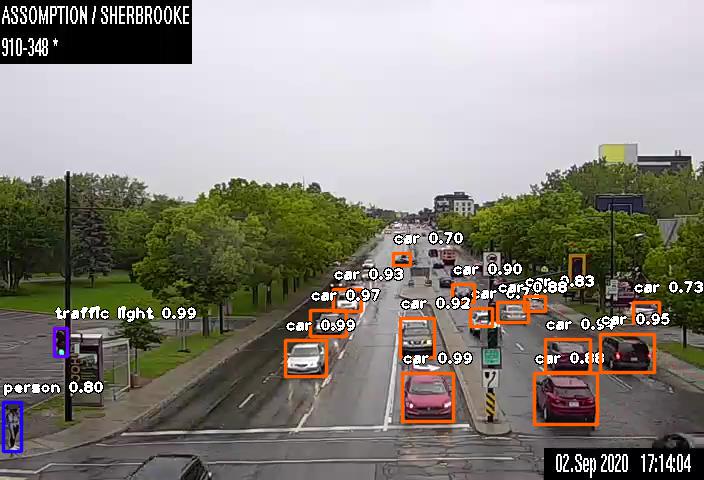 ASSOMPTION / SHERBROOKE
910-348 *
car 0.70
car 0.93
car 0.90
car 0.88
0.83
car 0.73
car 0.97
car 0.92
traffic light 0.99
car 0.99
car 0.95
car 0.99
car 0.88
person 0.80
02.Sep 2020 17:14:04